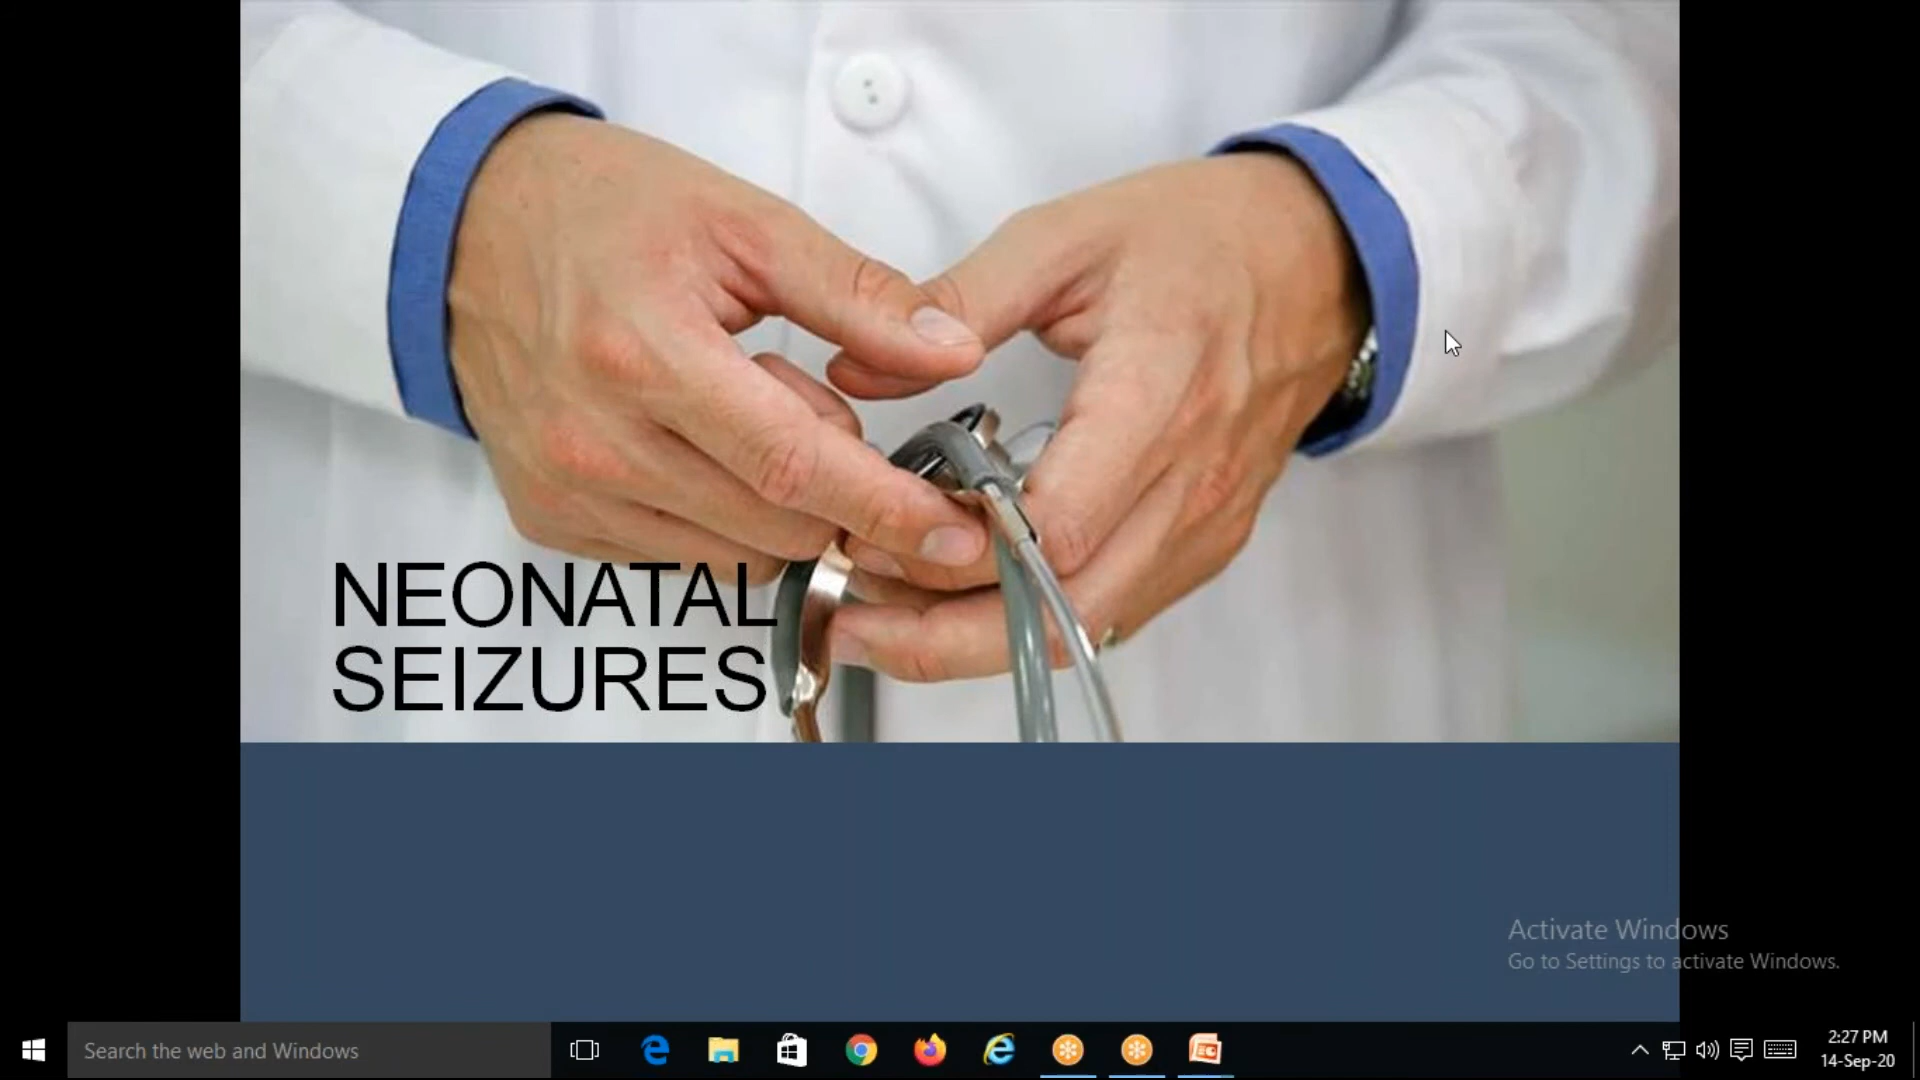 NEONATAL
SEIZURES
Activate Windows
Go to Settings to activate Windows.
Search the web and Windows
2:27 PM
14-Sep-20